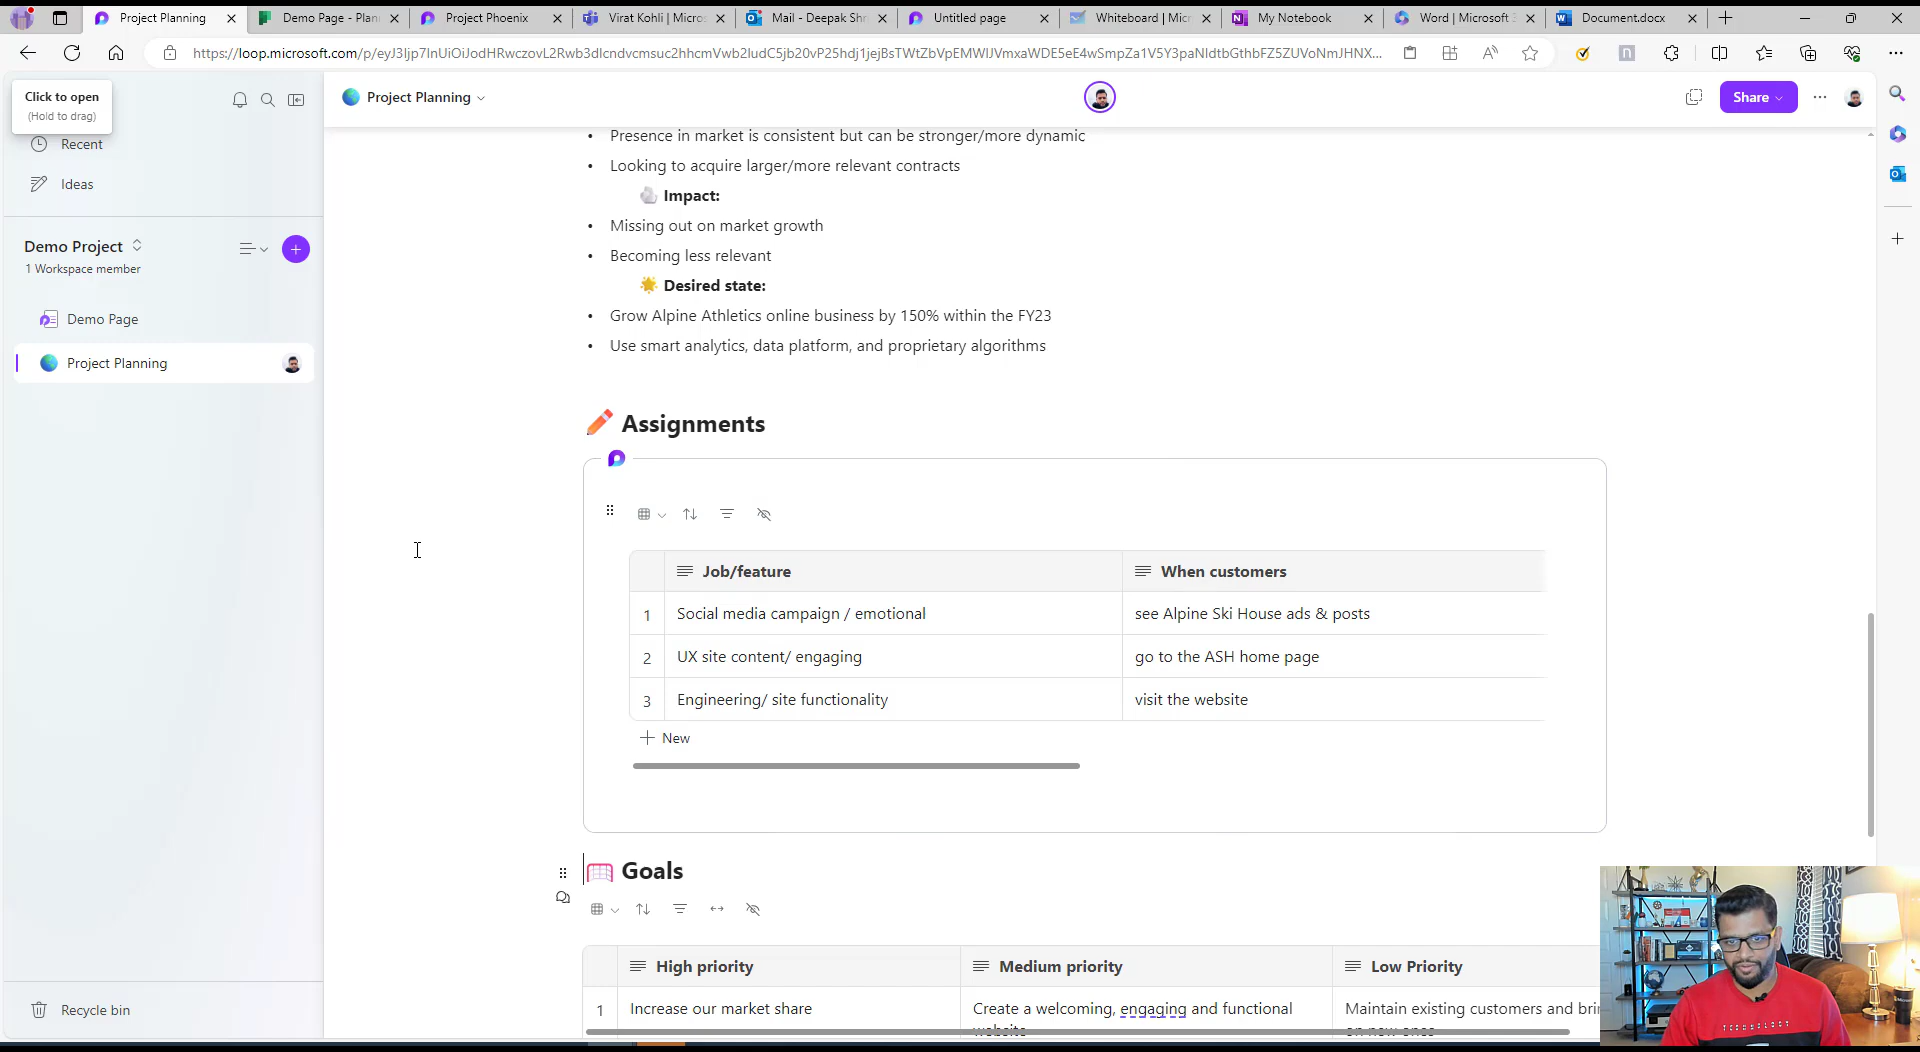 Project Planning
Demo Page - Plan
Project Phoenix
Virat Kohli | Micros
Mail - Deepak Shr
Untitled page
Whiteboard | Mic
My Notebook
Word | Microsoft 3
Document.docx
Click to open
(Hold to drag)
Recent
Ideas
Demo Project
1 Workspace member
Demo Page
Project Planning
Recycle bin
Project Planning
Share
• Presence in market is consistent but can be stronger/more dynamic
• Looking to acquire larger/more relevant contracts
Impact:
• Missing out on market growth
• Becoming less relevant
Desired state:
• Grow Alpine Athletics online business by 150% within the FY23
• Use smart analytics, data platform, and proprietary algorithms
Assignments
Job/feature When customers
1 Social media campaign / emotional see Alpine Ski House ads & posts
2 UX site content/ engaging go to the ASH home page
3 Engineering/ site functionality visit the website
New
Goals
High priority Medium priority Low Priority
1 Increase our market share Create a welcoming, engaging and functional Maintain existing customers and bri
website on new ones